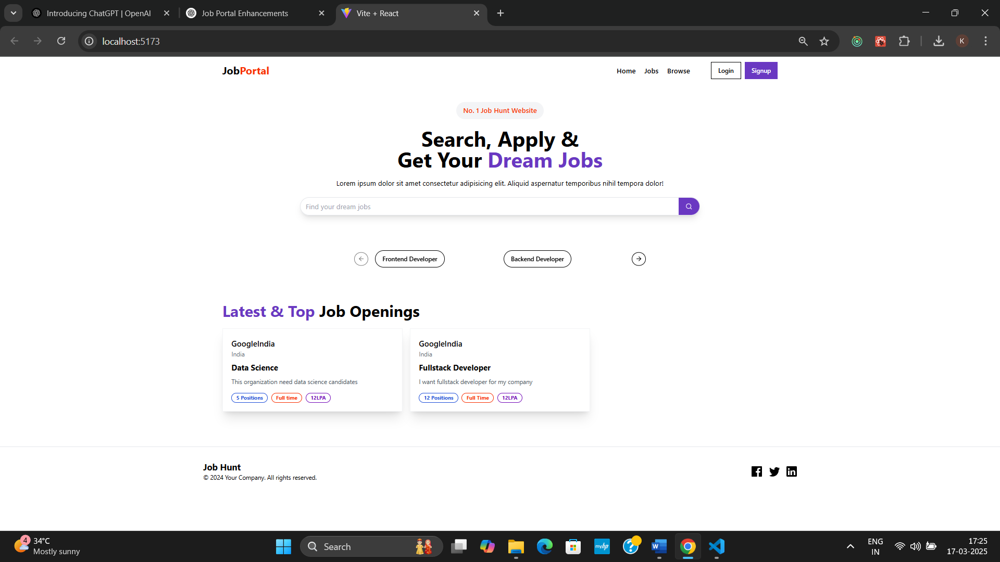 Introducing ChatGPT | OpenAI
Job Portal Enhancements
Vite + React
localhost:5173
K
JobPortal
Home Jobs Browse Login Signup
No. 1 Job Hunt Website
Search, Apply &
Get Your Dream Jobs
Lorem ipsum dolor sit amet consectetur adipisicing elit. Aliquid aspernatur temporibus nihil tempora dolor!
Find your dream jobs
Frontend Developer
Backend Developer
Latest & Top Job Openings
GoogleIndia
India
Data Science
This organization need data science candidates
5 Positions Full time 12LPA
GoogleIndia
India
Fullstack Developer
I want fullstack developer for my company
12 Positions Full Time 12LPA
Job Hunt
© 2024 Your Company. All rights reserved.
4
34°C
Mostly sunny
Search
myhp
ENG
IN
17:25
17-03-2025